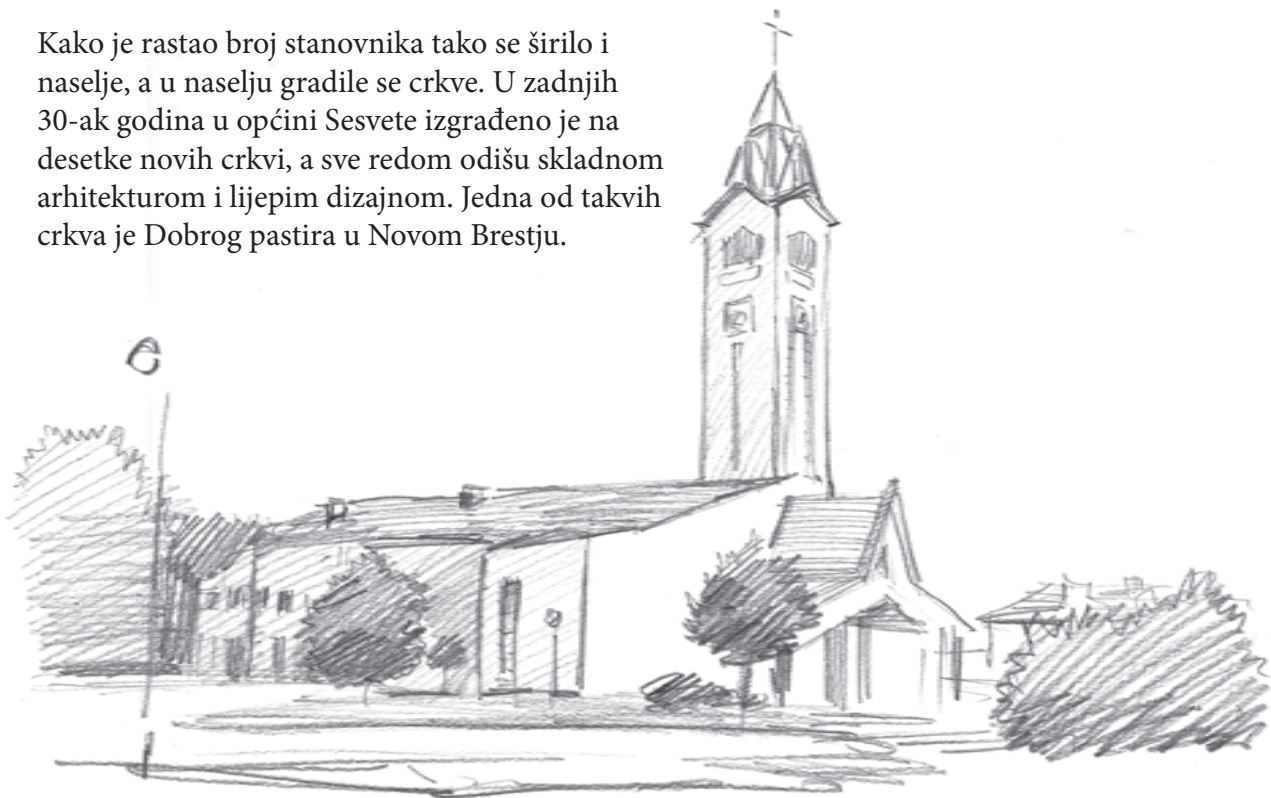 Kako je rastao broj stanovnika tako se širilo i
naselje, a u naselju gradile se crkve. U zadnjih
30-ak godina u općini Sesvete izgrađeno je na
desetke novih crkvi, a sve redom odišu skladnom
arhitekturom i lijepim dizajnom. Jedna od takvih
crkva je Dobrog pastira u Novom Brestju.